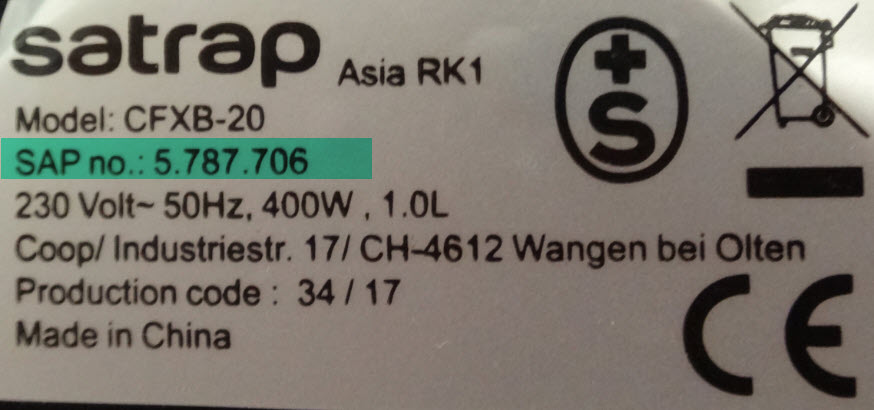 satrap Asia RK1
Model: CFXB-20
SAP no.: 5.787.706
230 Volt~ 50Hz, 400W , 1.0L
Coop/ Industriestr. 17/ CH-4612 Wangen bei Olten
Production code : 34 / 17
Made in China
+S
CE